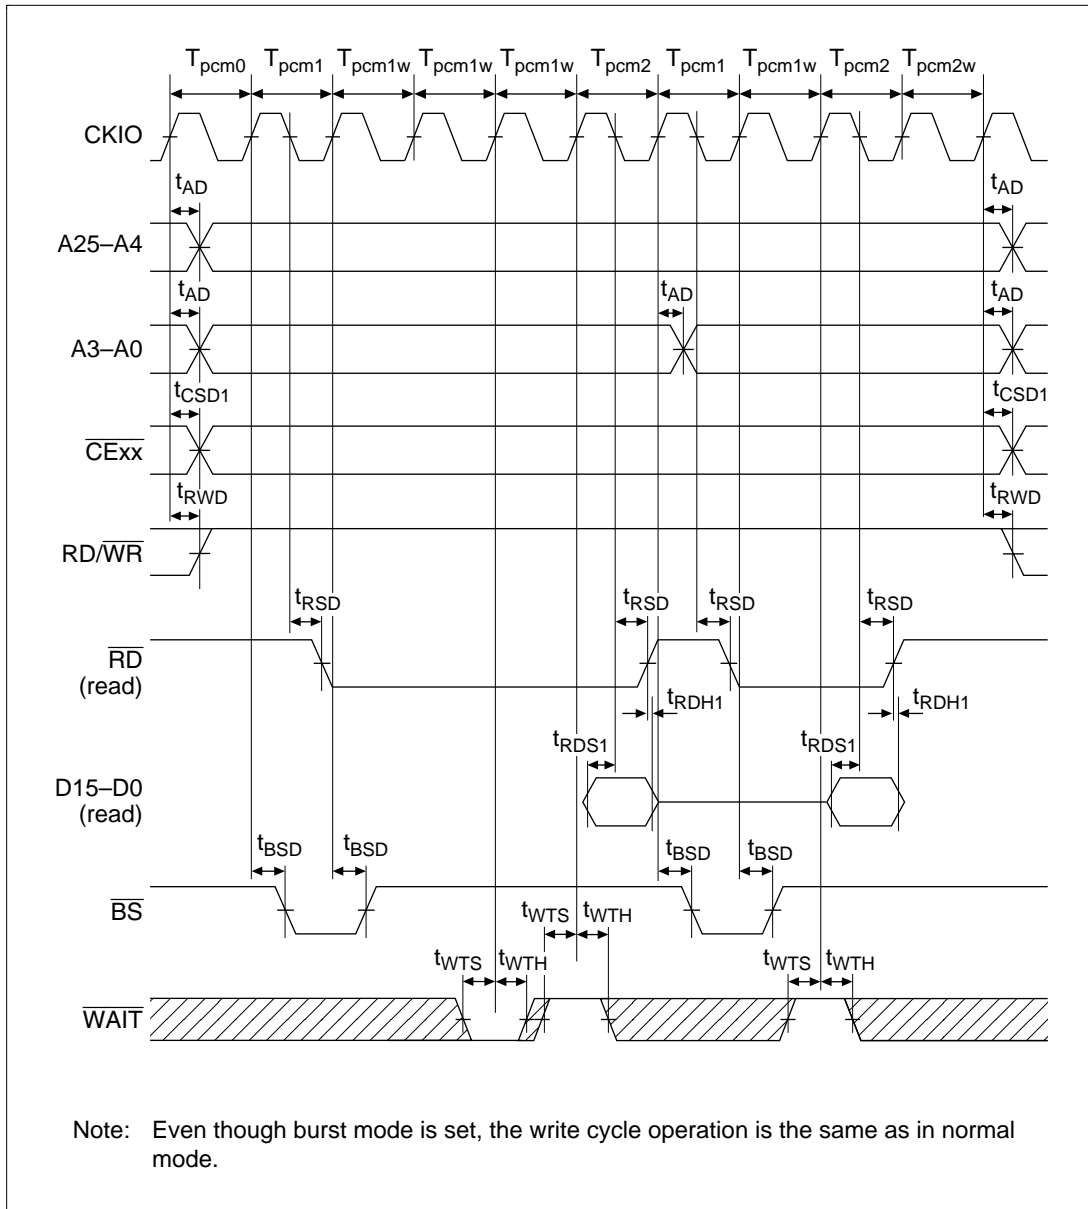 Tpcm0 Tpcm1 Tpcm1w Tpcm1w Tpcm1w Tpcm2 Tpcm1 Tpcm1w Tpcm2 Tpcm2w
CKIO
tAD tAD
A25–A4
tAD tAD tAD
A3–A0
tCSD1 tCSD1
CExx
tRWD tRWD
RD/WR
tRSD tRSD tRSD tRSD
RD
(read)
tRDH1 tRDH1
tRDS1 tRDS1
D15–D0
(read)
tBSD tBSD tBSD tBSD
BS
tWTS tWTH
tWTS tWTH tWTS tWTH
WAIT
Note: Even though burst mode is set, the write cycle operation is the same as in normal
mode.